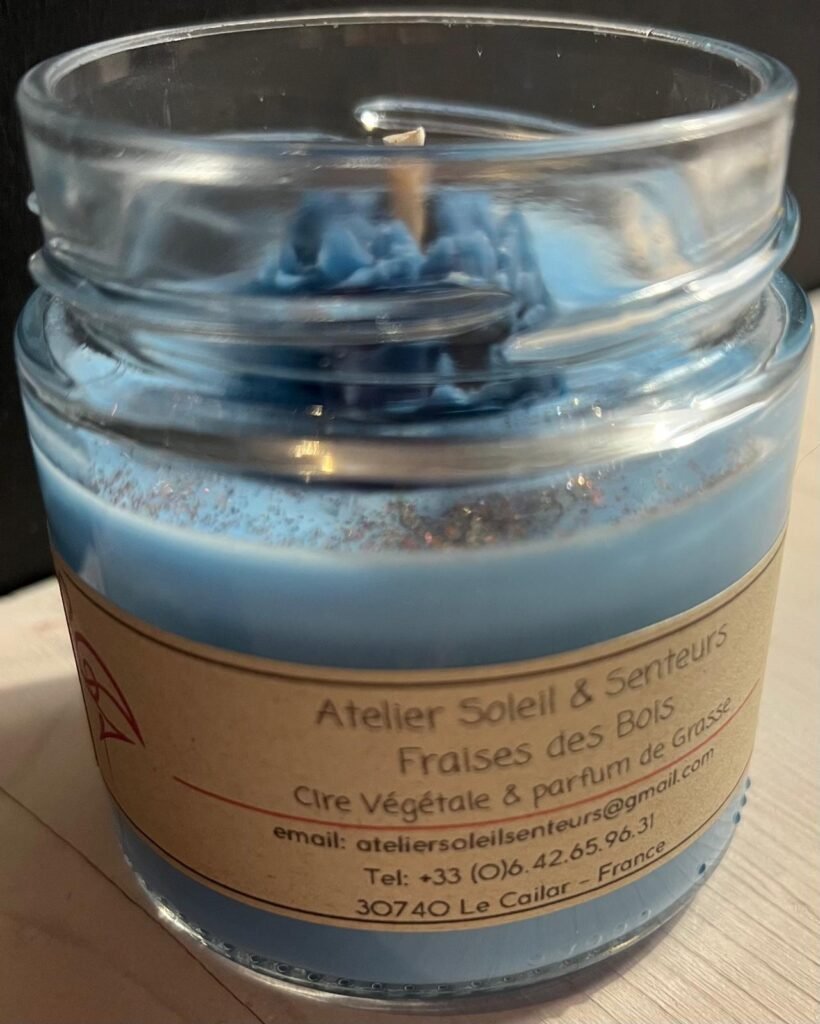 Atelier Soleil & Senteurs
Fraises des Bois
Cire Végétale & parfum de Grasse
email: ateliersoleilsenteurs@gmail.com
Tel: +33 (0)6.42.65.96.31
30740 Le Cailar - France